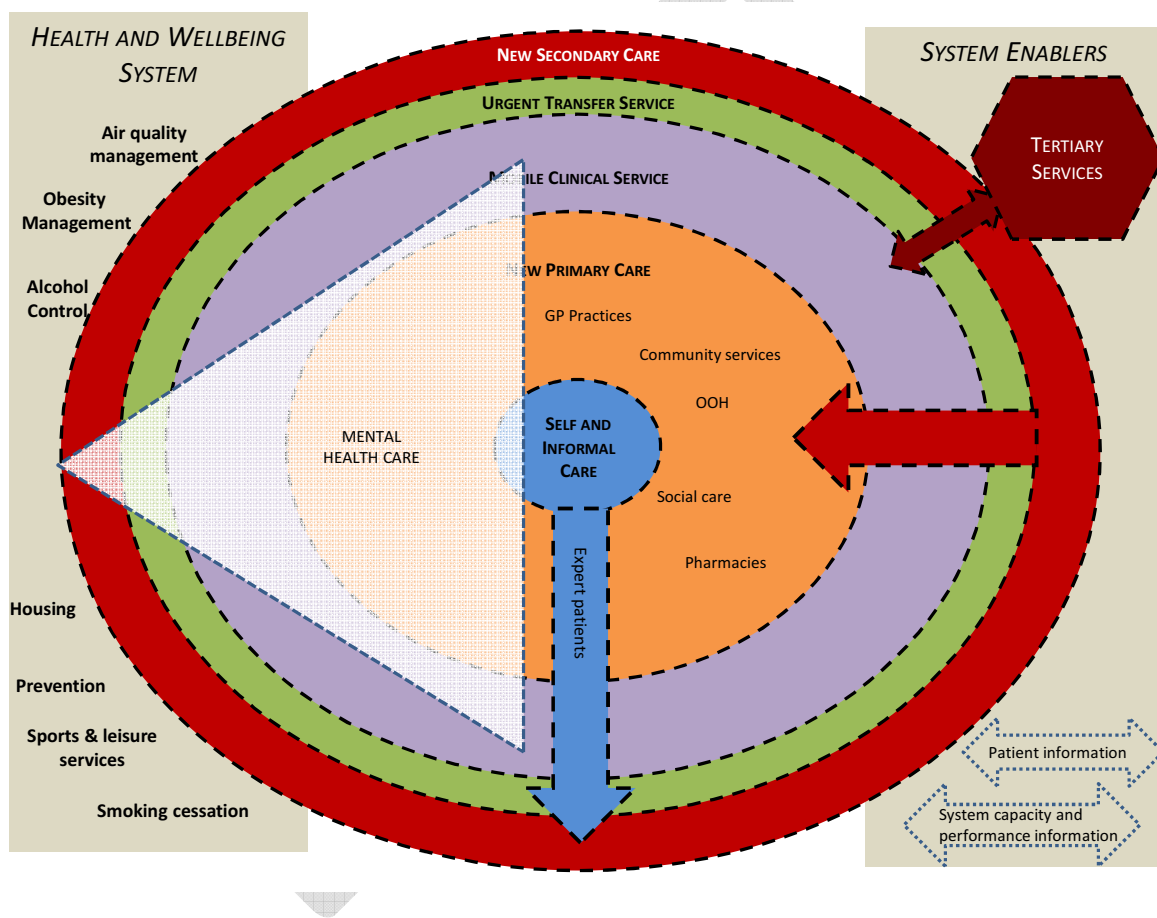 HEALTH AND WELLBEING
SYSTEM
Air quality
management
Obesity
Management
Alcohol
Control
Housing
Prevention
Sports & leisure
services
Smoking cessation
NEW SECONDARY CARE
URGENT TRANSFER SERVICE
MOBILE CLINICAL SERVICE
NEW PRIMARY CARE
GP Practices
Community services
OOH
SELF AND
INFORMAL
CARE
MENTAL
HEALTH CARE
Social care
Pharmacies
Expert patients
SYSTEM ENABLERS
TERTIARY
SERVICES
Patient information
System capacity and
performance information